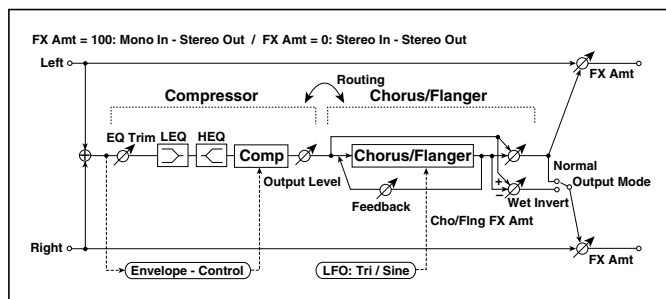 FX Amt = 100: Mono In - Stereo Out / FX Amt = 0: Stereo In - Stereo Out
Left
FX Amt
Routing
Compressor
Chorus/Flanger
EQ Trim
LEQ
HEQ
Comp
Chorus/Flanger
Normal
Output Level
+
Output Mode
−
Wet Invert
Feedback
Cho/Flng FX Amt
Right
FX Amt
Envelope - Control
LFO: Tri / Sine